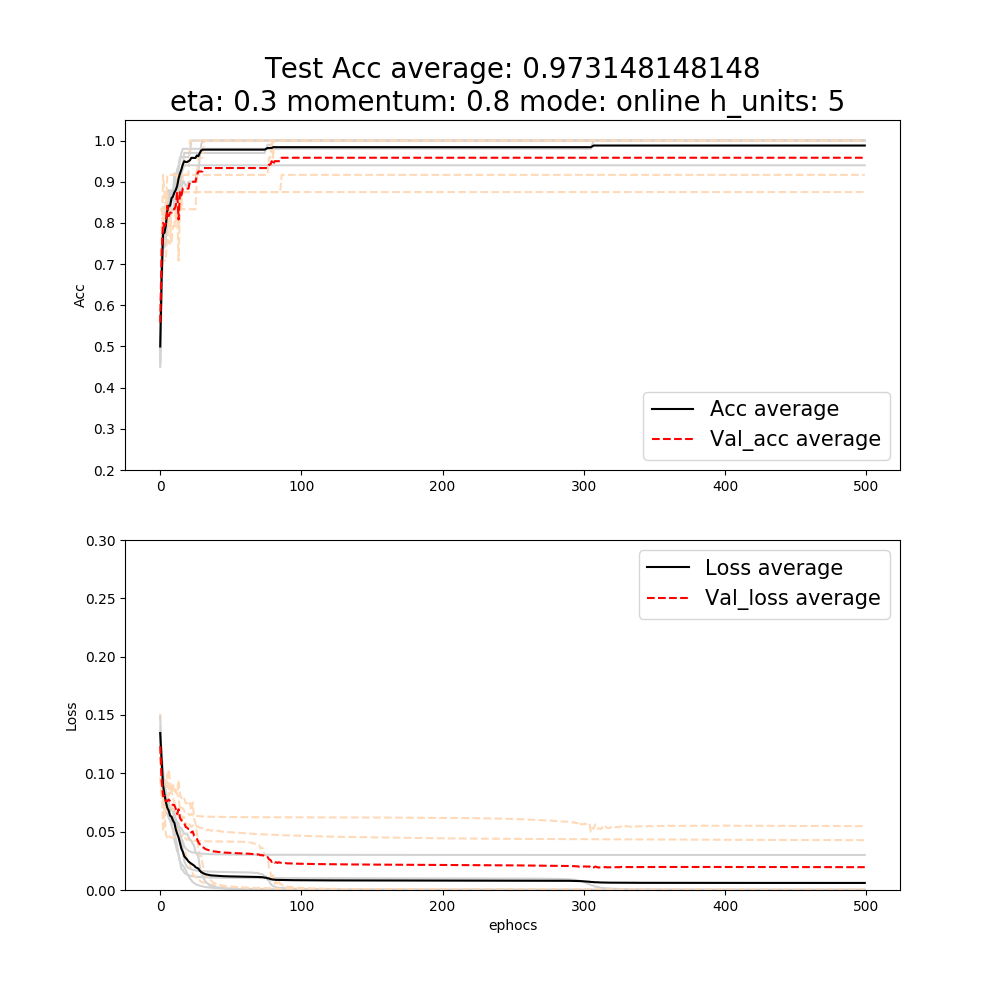 Test Acc average: 0.973148148148
eta: 0.3 momentum: 0.8 mode: online h_units: 5
1.0
0.9
0.8
0.7
0.6
0.5
0.4
0.3
0.2
Acc
Acc average
Val_acc average
0 100 200 300 400 500
0.30
0.25
0.20
0.15
0.10
0.05
0.00
Loss
Loss average
Val_loss average
0 100 200 300 400 500
ephocs